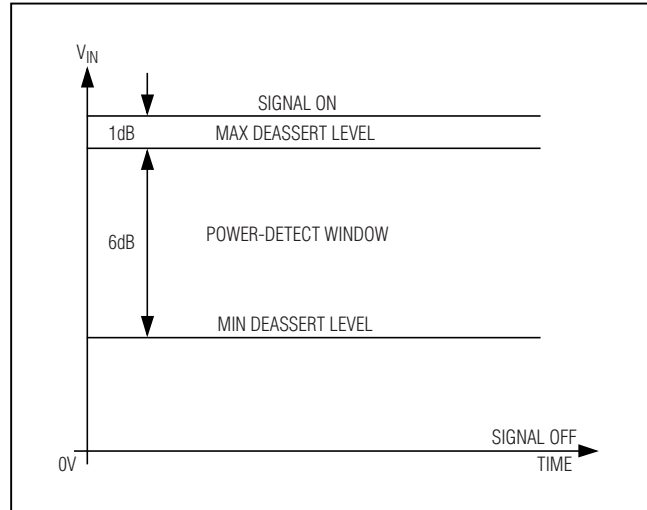 VIN
SIGNAL ON
1dB
MAX DEASSERT LEVEL
6dB
POWER-DETECT WINDOW
MIN DEASSERT LEVEL
SIGNAL OFF
0V
TIME